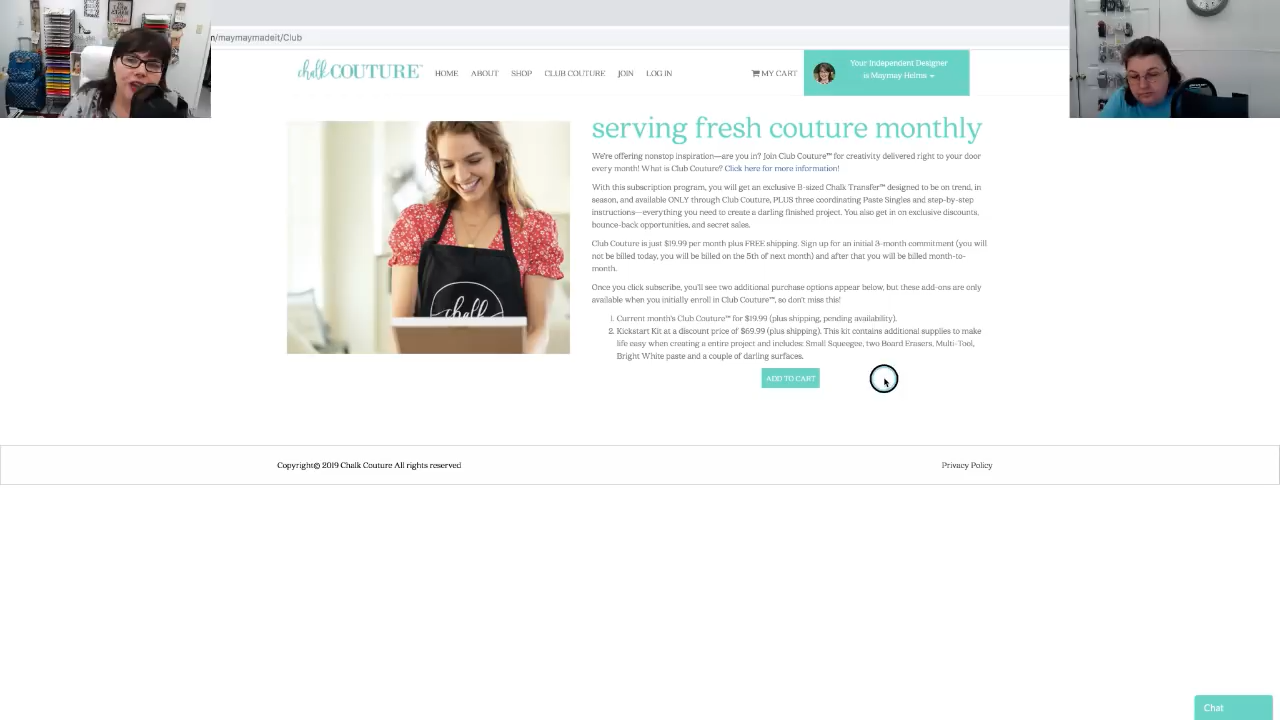 n/maymaymadeit/Club
chalk COUTURE™
HOME ABOUT SHOP CLUB COUTURE JOIN LOG IN
MY CART
Your Independent Designer
is Maymay Helms
serving fresh couture monthly
We're offering nonstop inspiration—are you in? Join Club Couture™ for creativity delivered right to your door
every month! What is Club Couture? Click here for more information!
With this subscription program, you will get an exclusive B-sized Chalk Transfer™ designed to be on trend, in
season, and available ONLY through Club Couture, PLUS three coordinating Paste Singles and step-by-step
instructions—everything you need to create a darling finished project. You also get in on exclusive discounts,
bounce-back opportunities, and secret sales.
Club Couture is just $19.99 per month plus FREE shipping. Sign up for an initial 3-month commitment (you will
not be billed today, you will be billed on the 5th of next month) and after that you will be billed month-to-
month.
Once you click subscribe, you'll see two additional purchase options appear below, but these add-ons are only
available when you initially enroll in Club Couture™, so don't miss this!
1. Current month's Club Couture™ for $19.99 (plus shipping, pending availability).
2. Kickstart Kit at a discount price of $69.99 (plus shipping). This kit contains additional supplies to make
life easy when creating a entire project and includes: Small Squeegee, two Board Erasers, Multi-Tool,
Bright White paste and a couple of darling surfaces.
chalk
ADD TO CART
Copyright© 2019 Chalk Couture All rights reserved
Privacy Policy
Chat